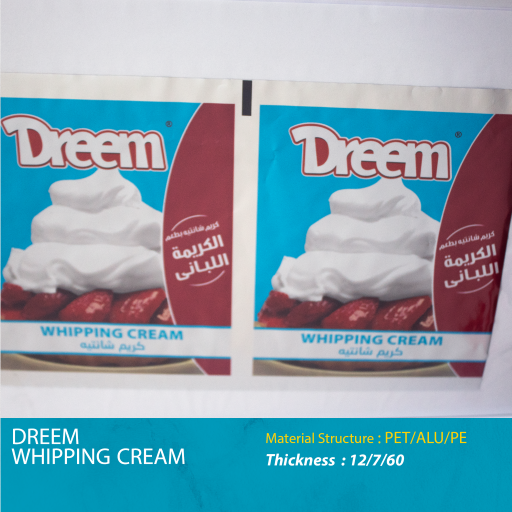 Dreem®
كريم شانتيه بطعم
الكريمة
اللبانى
WHIPPING CREAM
كريم شانتيه
Dreem®
كريم شانتيه بطعم
الكريمة
اللبانى
WHIPPING CREAM
كريم شانتيه
DREEM
WHIPPING CREAM
Material Structure : PET/ALU/PE
Thickness : 12/7/60